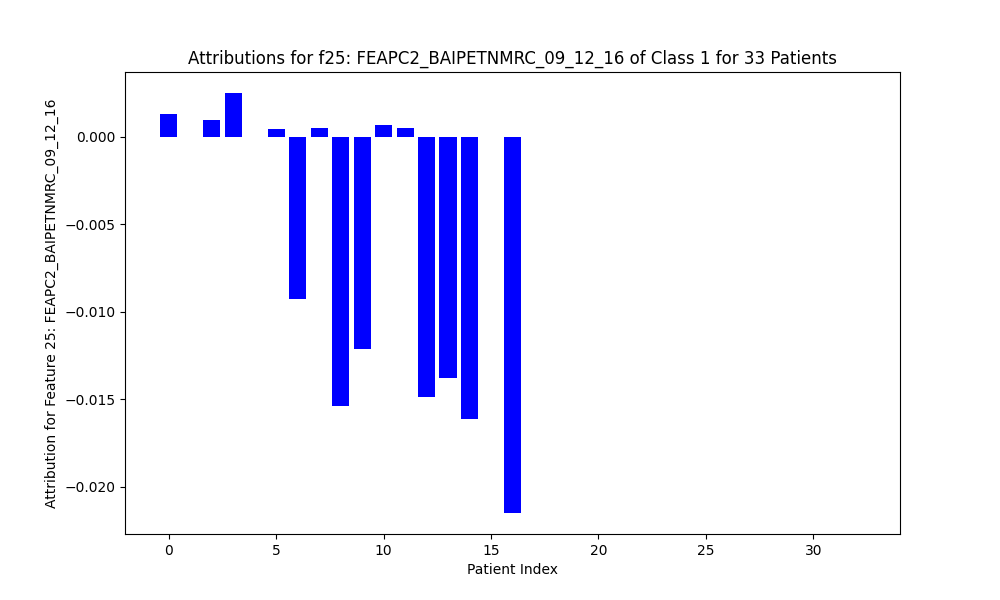 Attributions for f25: FEAPC2_BAIPETNMRC_09_12_16 of Class 1 for 33 Patients
Attribution for Feature 25: FEAPC2_BAIPETNMRC_09_12_16
0.000
−0.005
−0.010
−0.015
−0.020
0 5 10 15 20 25 30
Patient Index